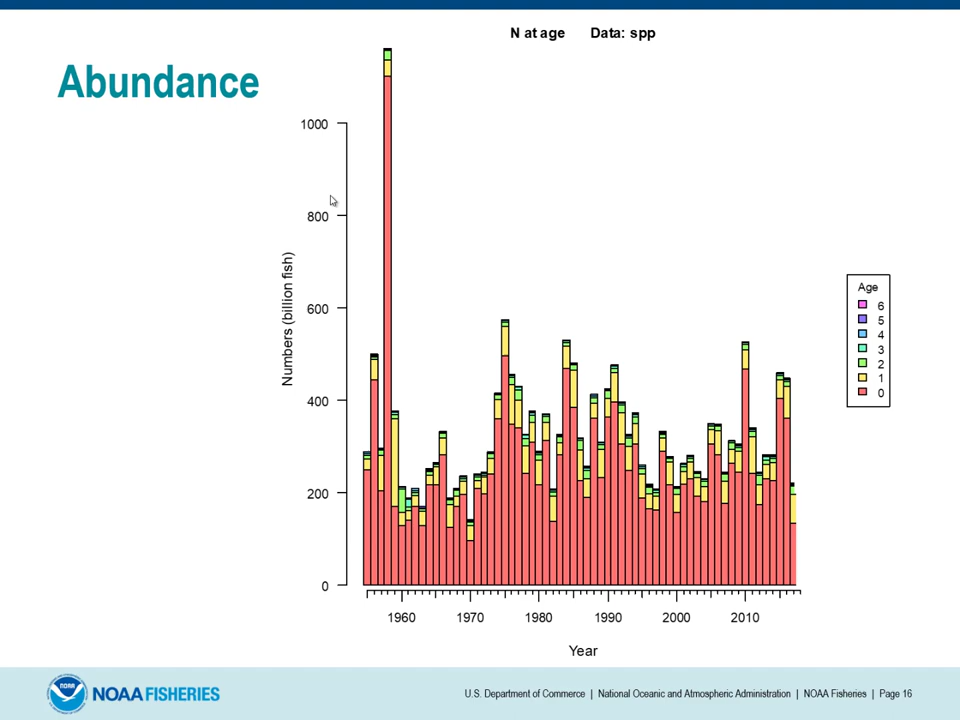 N at age Data: spp
Abundance
1000
800
600
400
200
0
Numbers (billion fish)
1960 1970 1980 1990 2000 2010
Year
Age
6
5
4
3
2
1
0
NOAA
NOAA FISHERIES
U.S. Department of Commerce | National Oceanic and Atmospheric Administration | NOAA Fisheries | Page 16